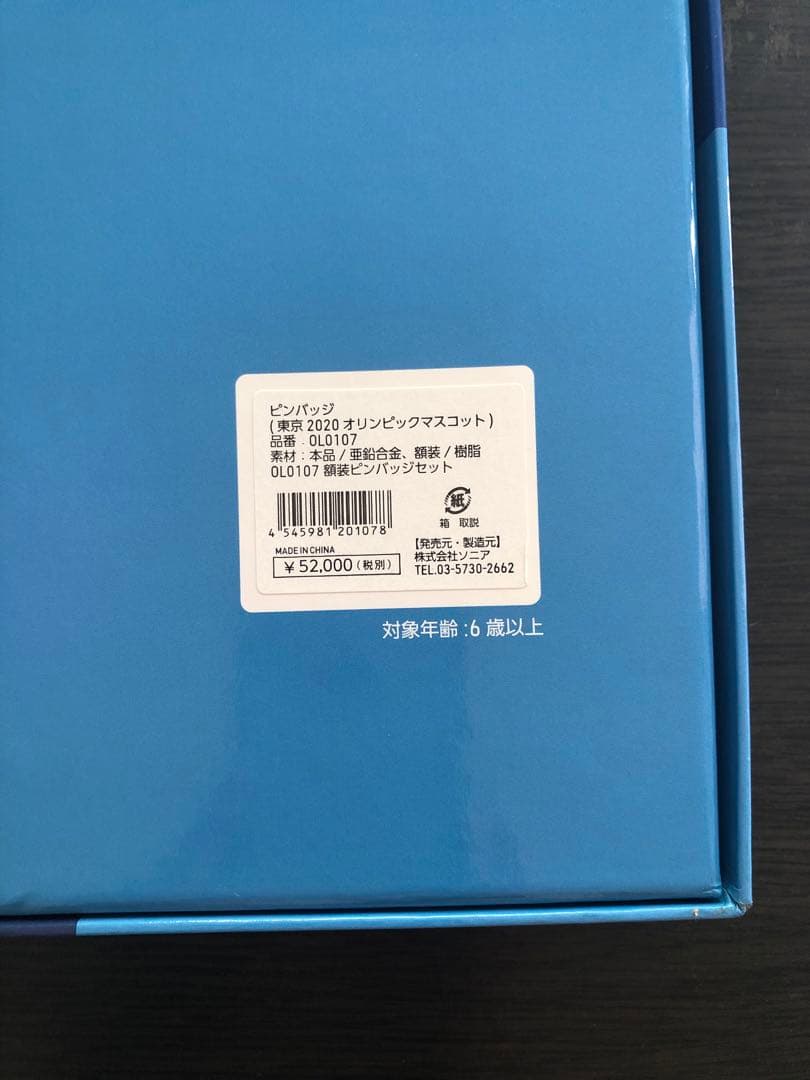 ピンバッジ
(東京2020オリンピックマスコット)
品番：OL0107
素材：本品/亜鉛合金、額装/樹脂
OL0107 額装ピンバッジセット
4 545981 201078
紙
箱 取説
MADE IN CHINA
¥52,000(税別)
【発売元・製造元】
株式会社ソニア
TEL.03-5730-2662
対象年齢:6歳以上